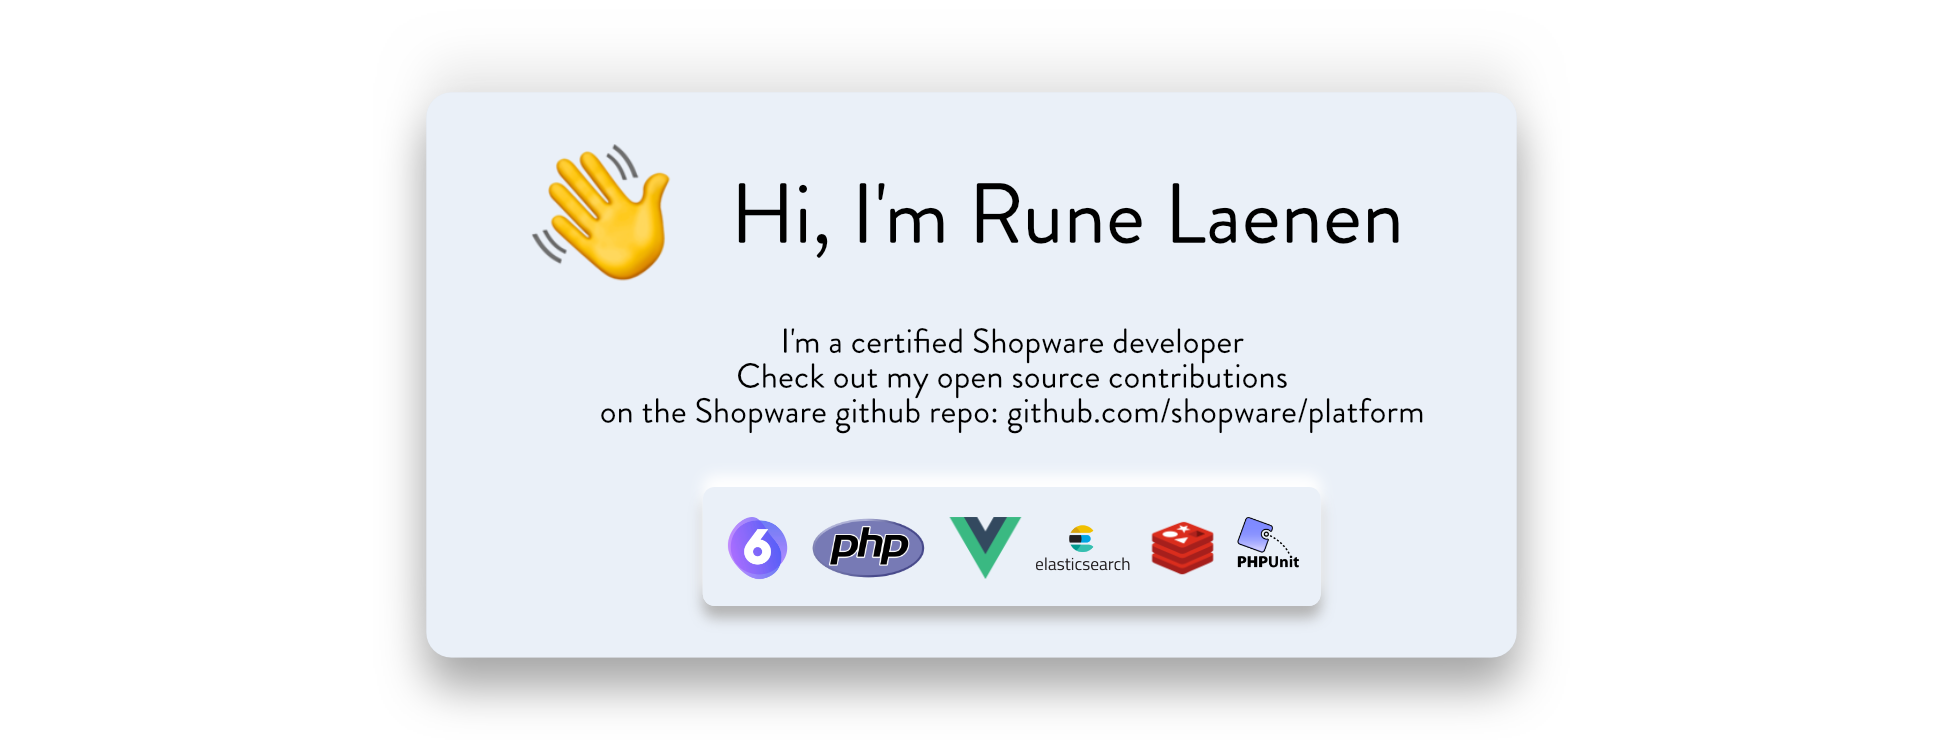 Hi, I'm Rune Laenen
I'm a certified Shopware developer
Check out my open source contributions
on the Shopware github repo: github.com/shopware/platform
6
php
elasticsearch
PHPUnit